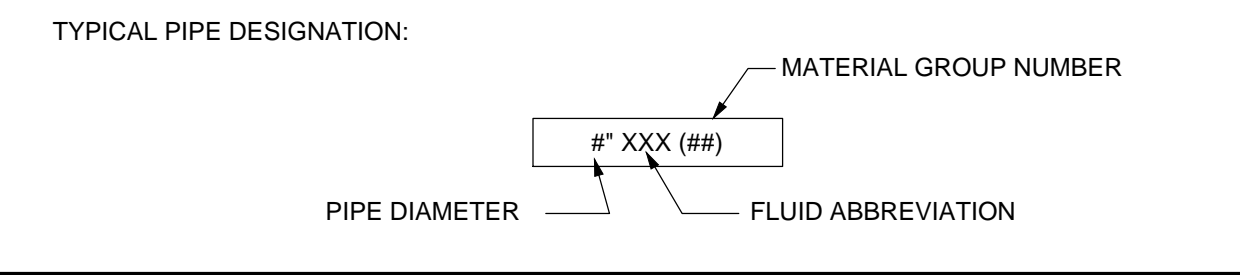 TYPICAL PIPE DESIGNATION:
MATERIAL GROUP NUMBER
#" XXX (##)
PIPE DIAMETER
FLUID ABBREVIATION